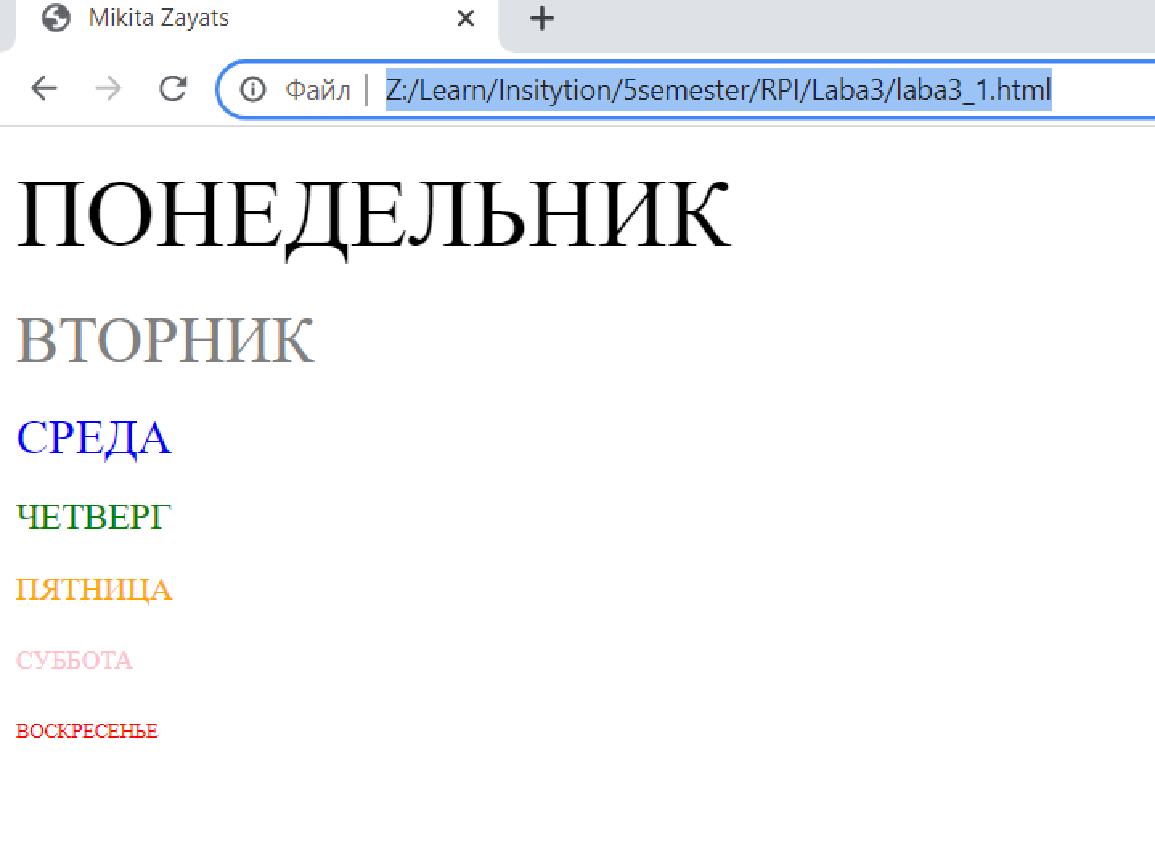 Mikita Zayats
Файл Z:/Learn/Insitytion/5semester/RPI/Laba3/laba3_1.html
ПОНЕДЕЛЬНИК
ВТОРНИК
СРЕДА
ЧЕТВЕРГ
ПЯТНИЦА
СУББОТА
ВОСКРЕСЕНЬЕ